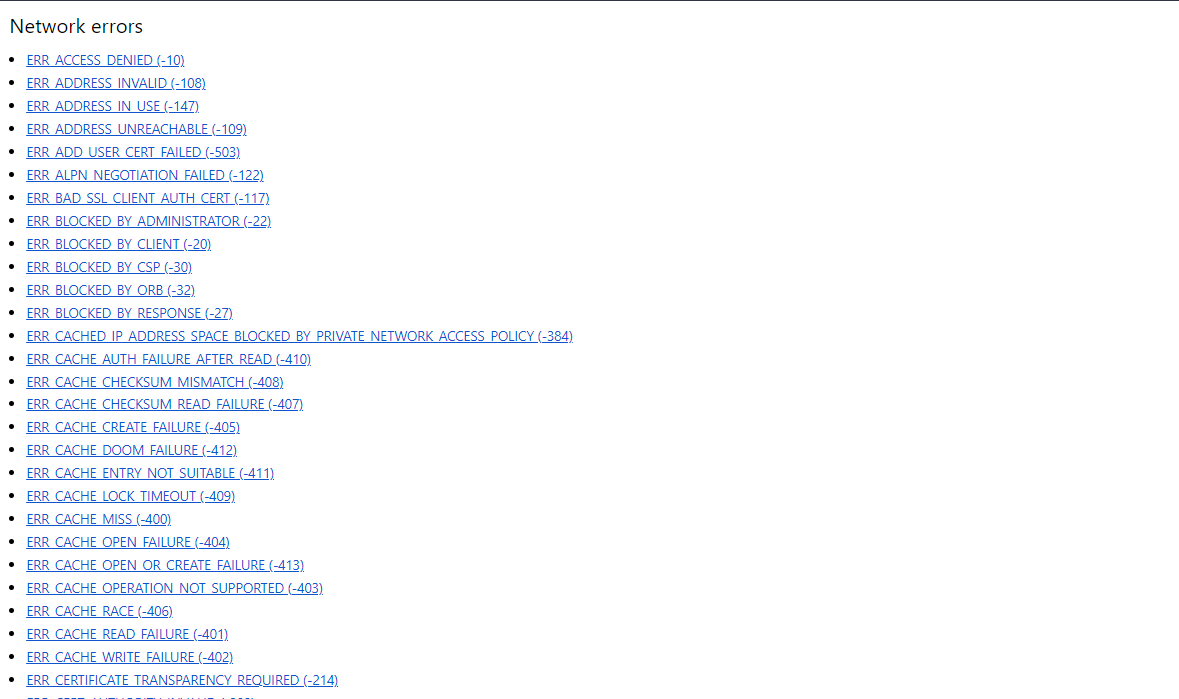 Network errors
ERR_ACCESS_DENIED (-10)
ERR_ADDRESS_INVALID (-108)
ERR_ADDRESS_IN_USE (-147)
ERR_ADDRESS_UNREACHABLE (-109)
ERR_ADD_USER_CERT_FAILED (-503)
ERR_ALPN_NEGOTIATION_FAILED (-122)
ERR_BAD_SSL_CLIENT_AUTH_CERT (-117)
ERR_BLOCKED_BY_ADMINISTRATOR (-22)
ERR_BLOCKED_BY_CLIENT (-20)
ERR_BLOCKED_BY_CSP (-30)
ERR_BLOCKED_BY_ORB (-32)
ERR_BLOCKED_BY_RESPONSE (-27)
ERR_CACHED_IP_ADDRESS_SPACE_BLOCKED_BY_PRIVATE_NETWORK_ACCESS_POLICY (-384)
ERR_CACHE_AUTH_FAILURE_AFTER_READ (-410)
ERR_CACHE_CHECKSUM_MISMATCH (-408)
ERR_CACHE_CHECKSUM_READ_FAILURE (-407)
ERR_CACHE_CREATE_FAILURE (-405)
ERR_CACHE_DOOM_FAILURE (-412)
ERR_CACHE_ENTRY_NOT_SUITABLE (-411)
ERR_CACHE_LOCK_TIMEOUT (-409)
ERR_CACHE_MISS (-400)
ERR_CACHE_OPEN_FAILURE (-404)
ERR_CACHE_OPEN_OR_CREATE_FAILURE (-413)
ERR_CACHE_OPERATION_NOT_SUPPORTED (-403)
ERR_CACHE_RACE (-406)
ERR_CACHE_READ_FAILURE (-401)
ERR_CACHE_WRITE_FAILURE (-402)
ERR_CERTIFICATE_TRANSPARENCY_REQUIRED (-214)